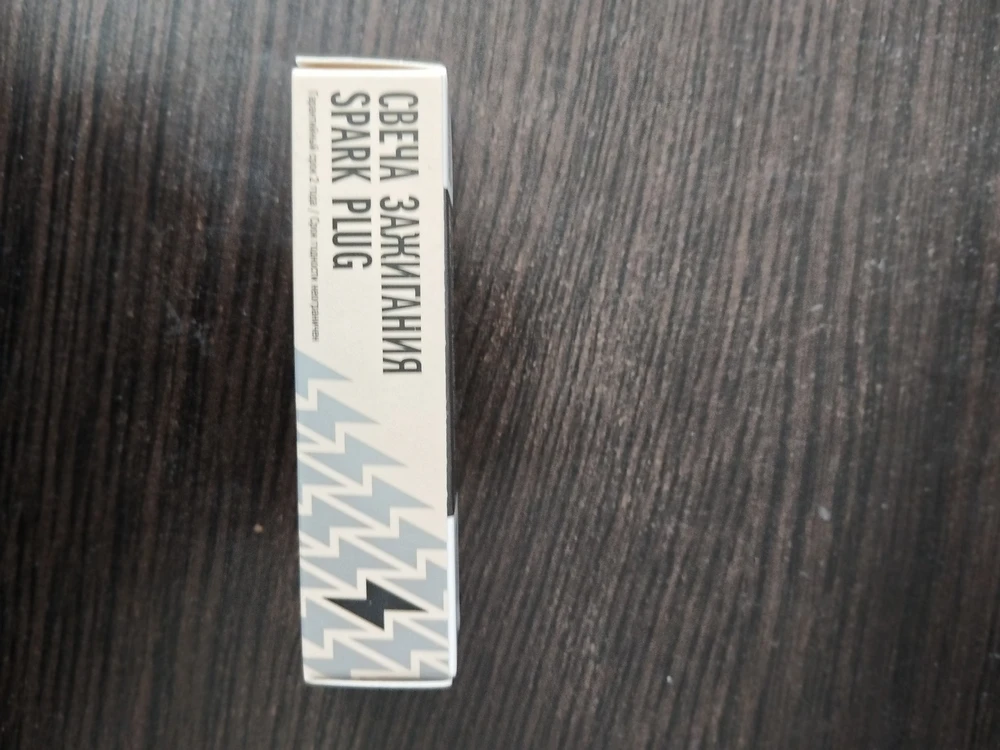 СВЕЧА ЗАЖИГАНИЯ
SPARK PLUG
Гарантийный срок 2 года / Срок годности неограничен